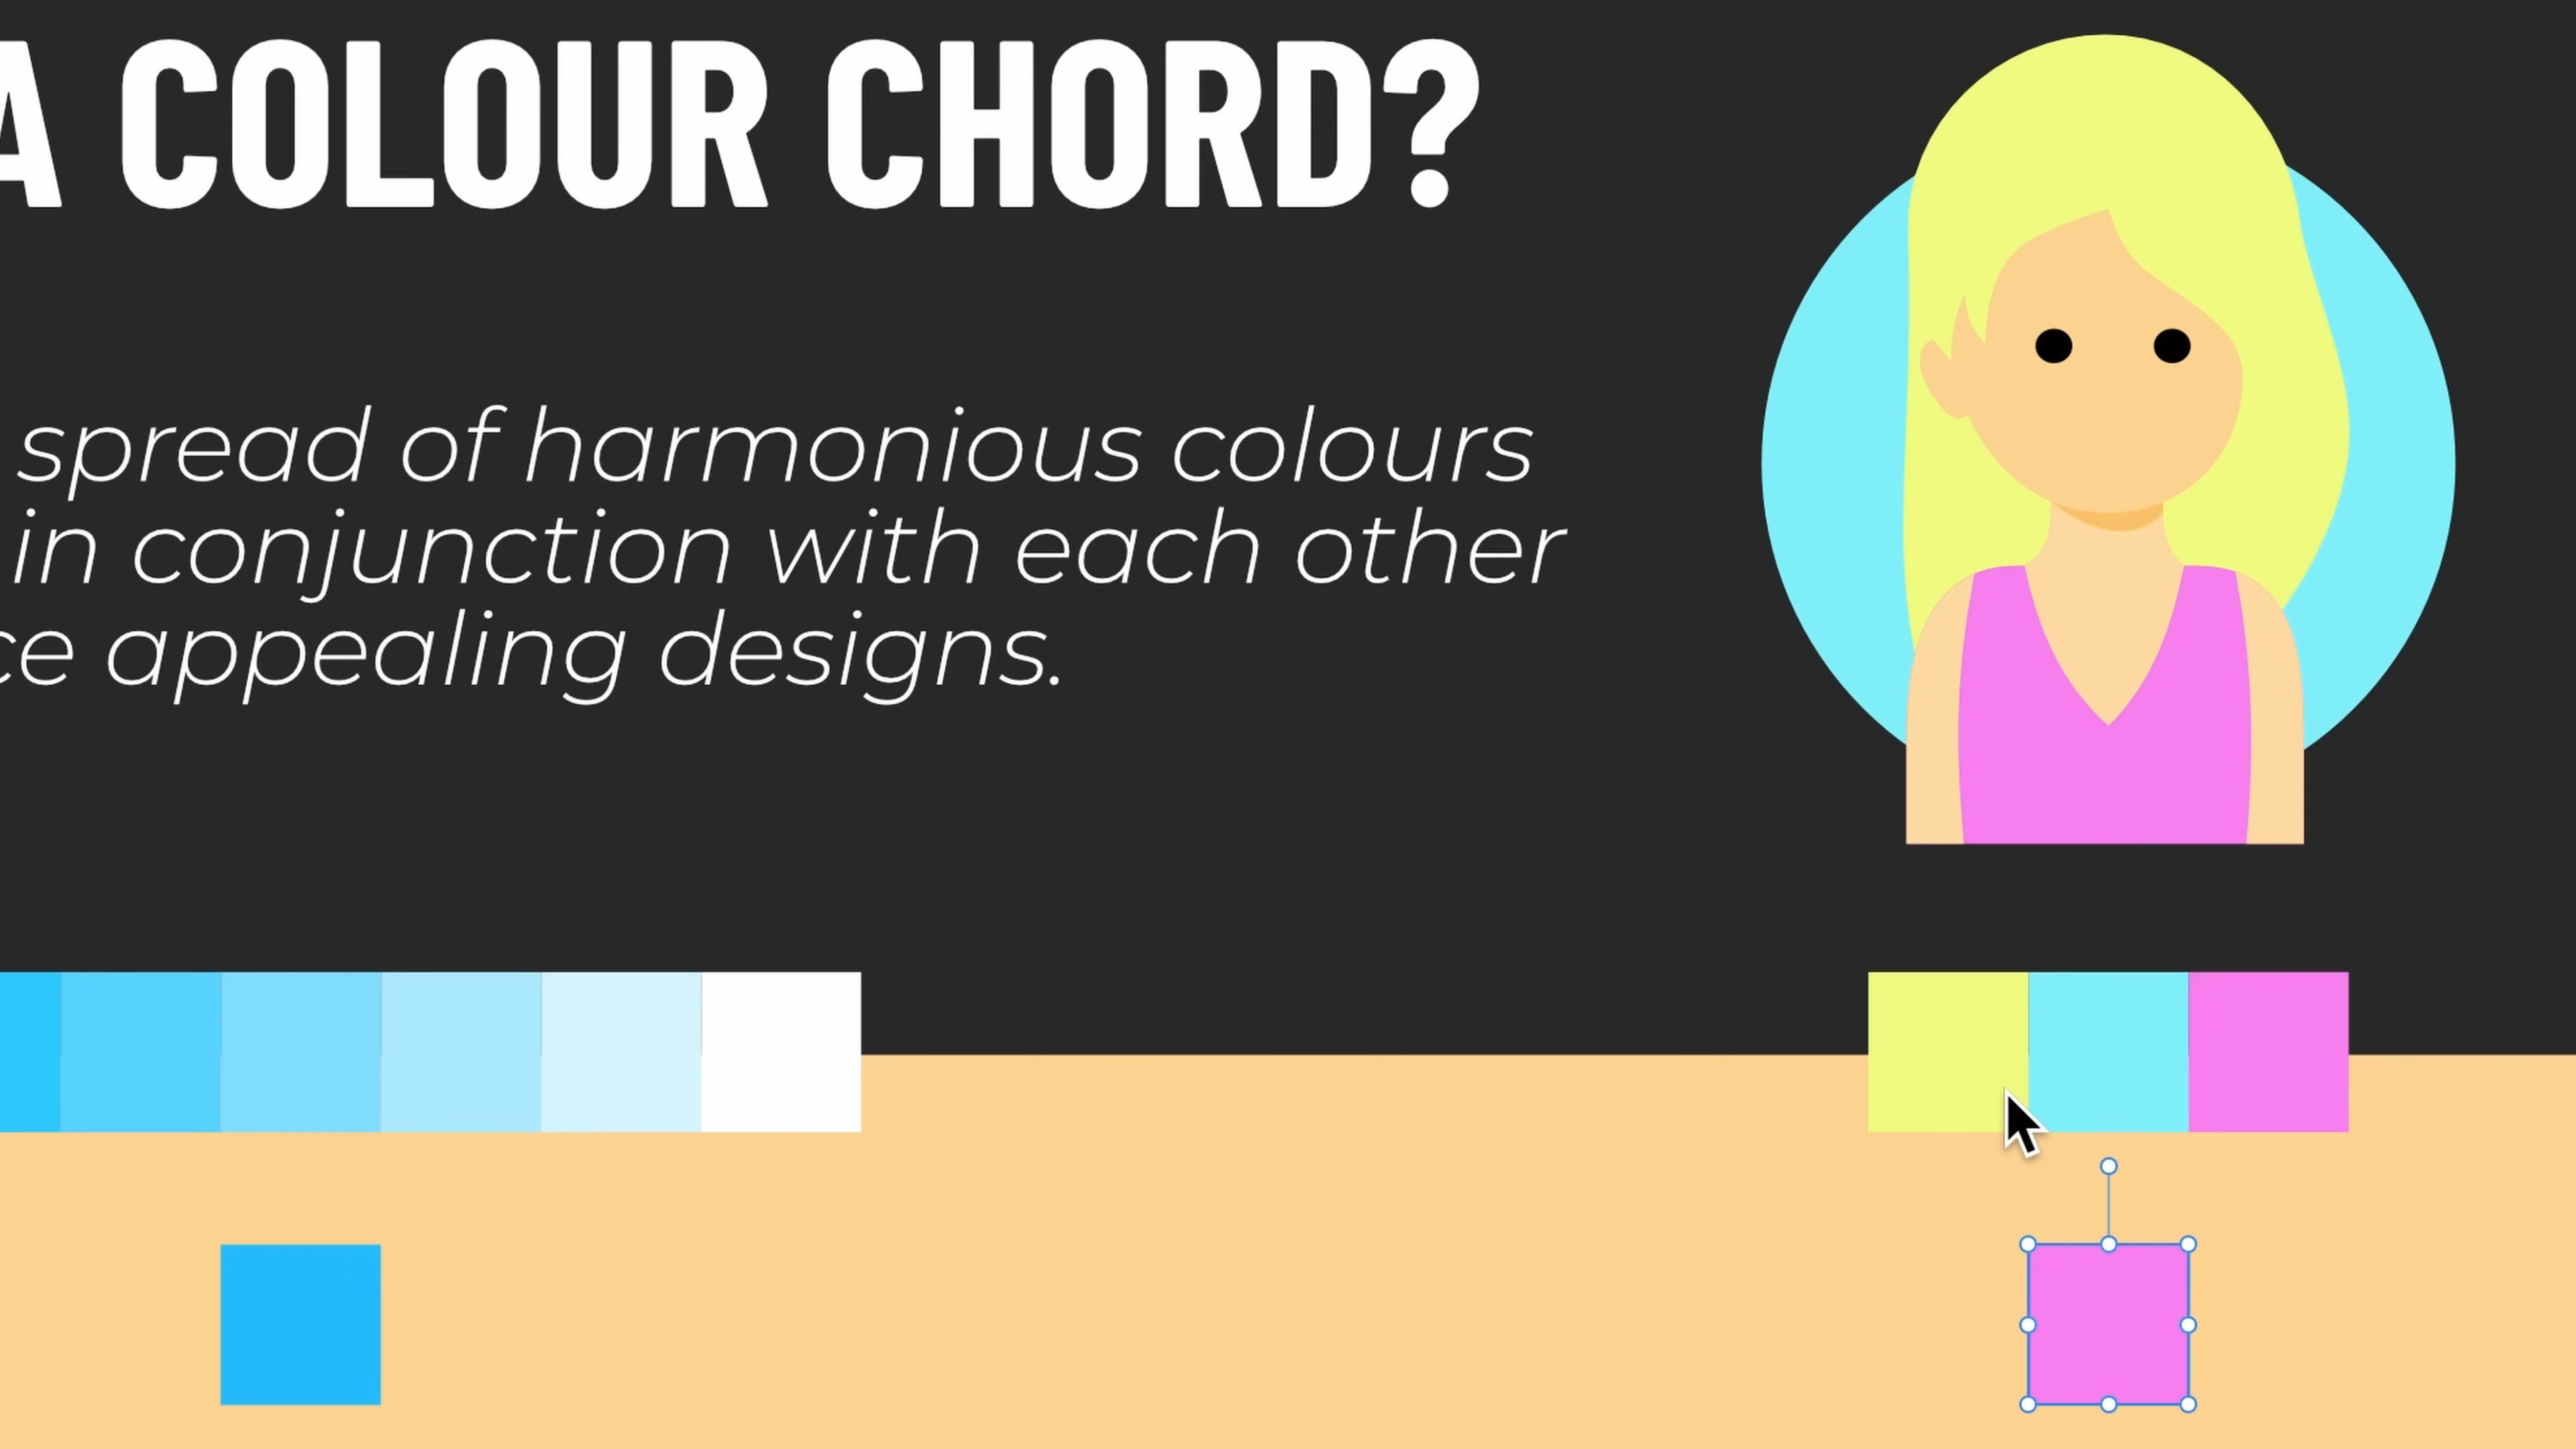 A COLOUR CHORD?
spread of harmonious colours
in conjunction with each other
ce appealing designs.